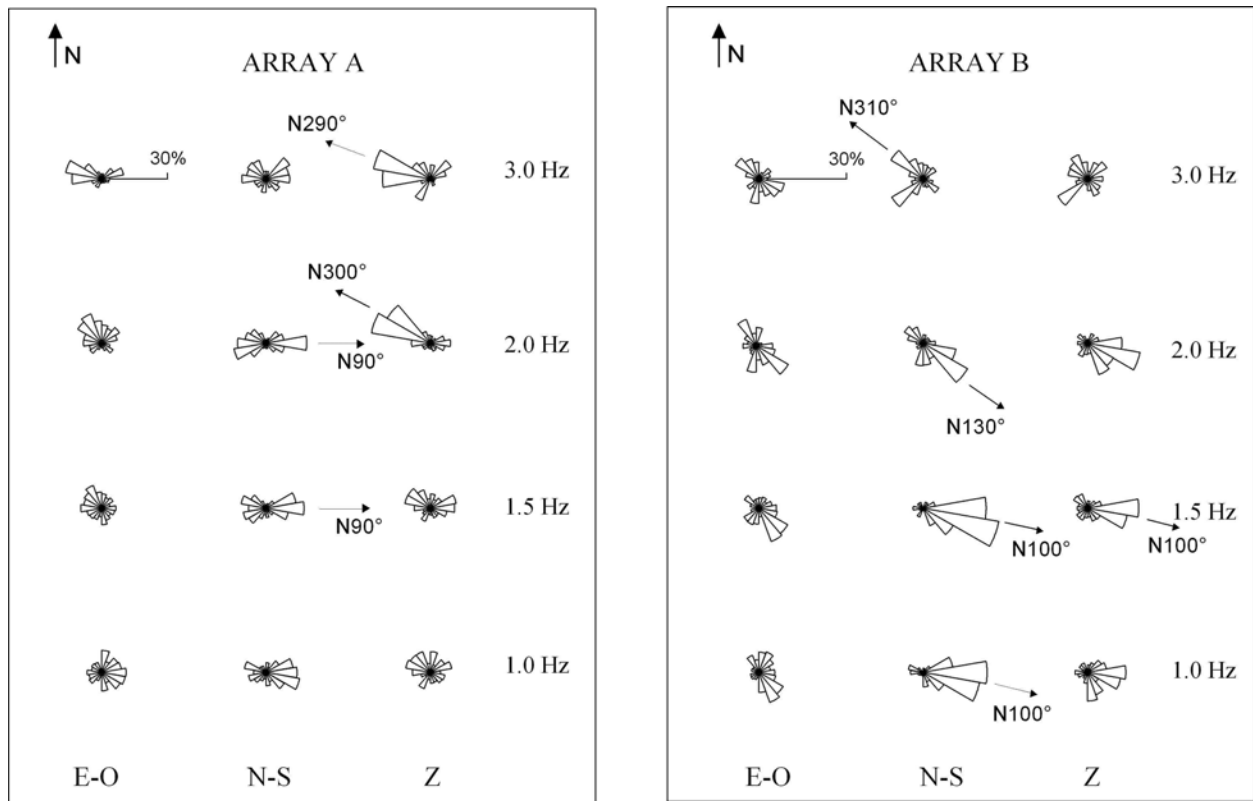 N
ARRAY A
N290°
30%
3.0 Hz
N300°
N90°
2.0 Hz
N90°
1.5 Hz
1.0 Hz
E-O N-S Z
N
ARRAY B
N310°
30%
3.0 Hz
2.0 Hz
N130°
1.5 Hz
N100° N100°
1.0 Hz
N100°
E-O N-S Z